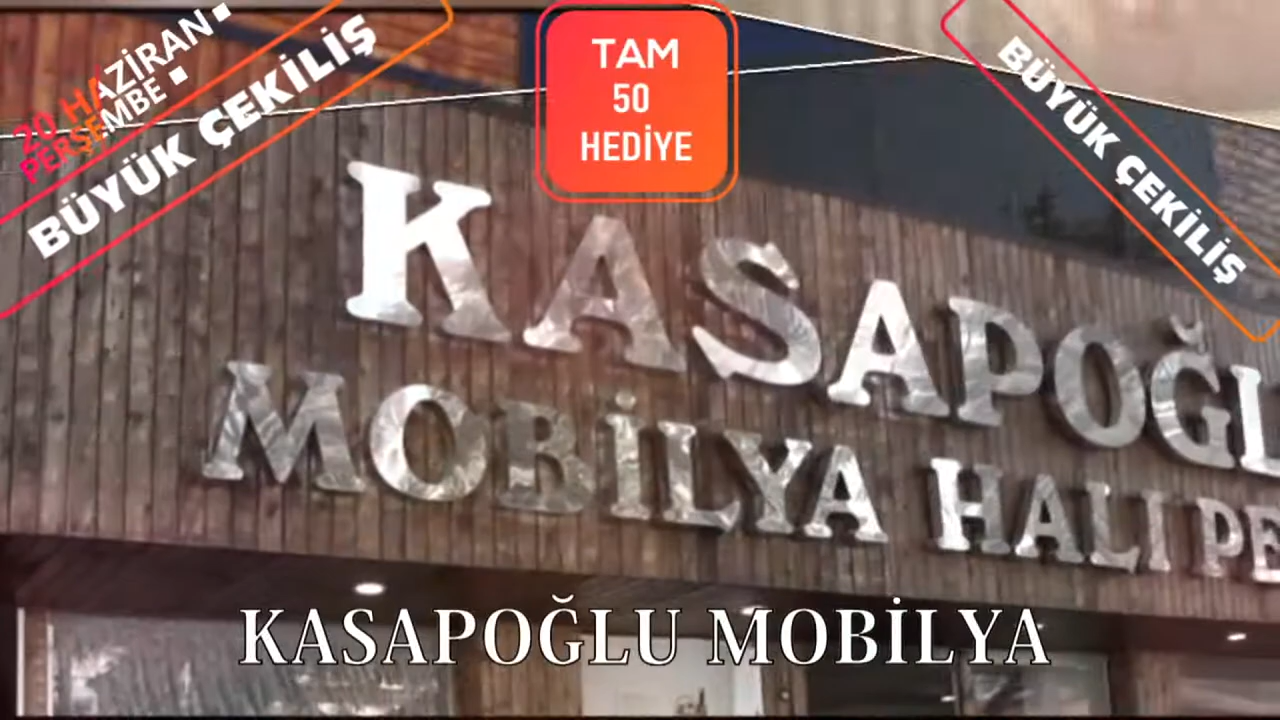 20 HAZİRAN
PERŞEMBE
BÜYÜK ÇEKİLİŞ
TAM
50
HEDİYE
BÜYÜK ÇEKİLİŞ
KASAPOĞL
MOBİLYA HALI PE
KASAPOĞLU MOBİLYA